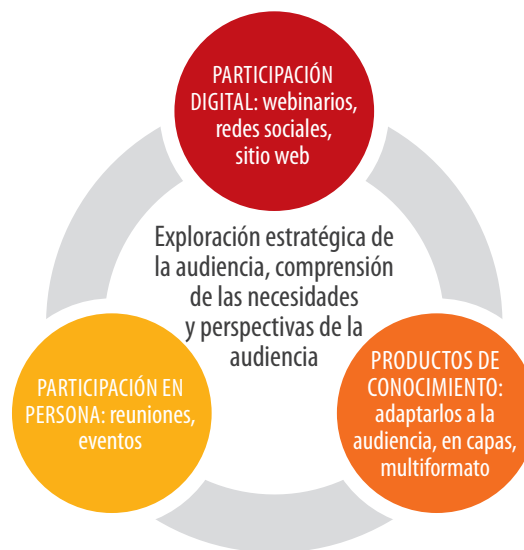 PARTICIPACIÓN
DIGITAL: webinarios,
redes sociales,
sitio web
Exploración estratégica de
la audiencia, comprensión
de las necesidades
y perspectivas de la
audiencia
PARTICIPACIÓN EN
PERSONA: reuniones,
eventos
PRODUCTOS DE
CONOCIMIENTO:
adaptarlos a la
audiencia, en capas,
multiformato